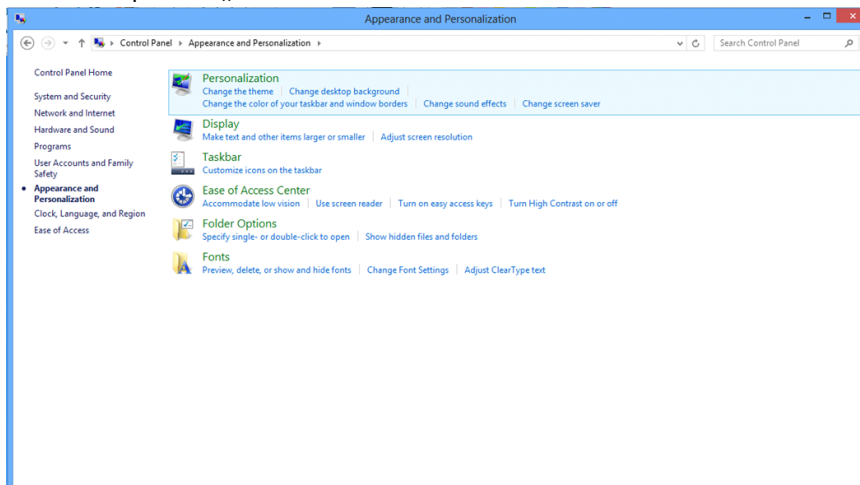 Appearance and Personalization
Control Panel Appearance and Personalization
Search Control Panel
Control Panel Home
System and Security
Network and Internet
Hardware and Sound
Programs
User Accounts and Family
Safety
Appearance and
Personalization
Clock, Language, and Region
Ease of Access
Personalization
Change the theme Change desktop background
Change the color of your taskbar and window borders Change sound effects Change screen saver
Display
Make text and other items larger or smaller Adjust screen resolution
Taskbar
Customize icons on the taskbar
Ease of Access Center
Accommodate low vision Use screen reader Turn on easy access keys Turn High Contrast on or off
Folder Options
Specify single- or double-click to open Show hidden files and folders
Fonts
Preview, delete, or show and hide fonts Change Font Settings Adjust ClearType text